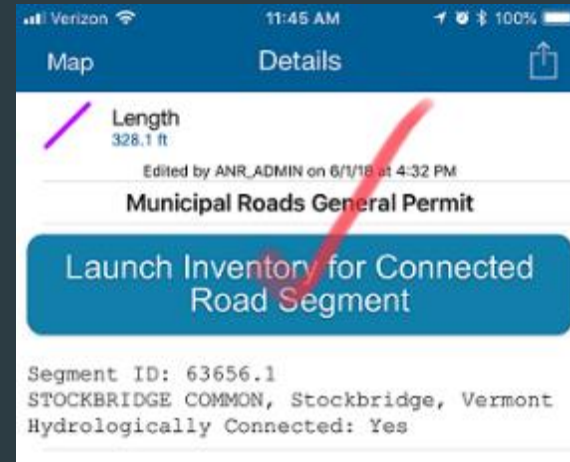 Verizon 11:45 AM 100%
Map Details
Length
328.1 ft
Edited by ANR_ADMIN on 6/1/18 at 4:32 PM
Municipal Roads General Permit
Launch Inventory for Connected
Road Segment
Segment ID: 63656.1
STOCKBRIDGE COMMON, Stockbridge, Vermont
Hydrologically Connected: Yes